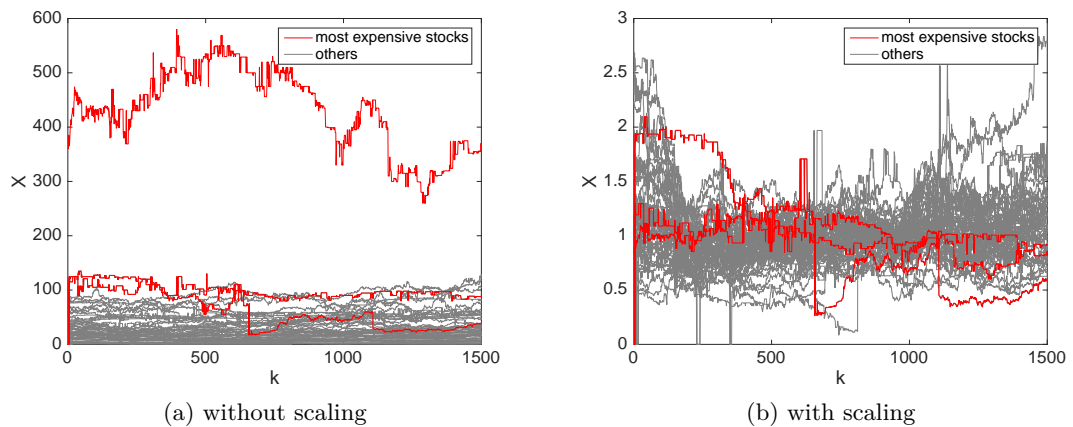 600
500
400
300
200
100
0
X
0 500 1000 1500
k
most expensive stocks
others
(a) without scaling
3
2.5
2
1.5
1
0.5
0
X
0 500 1000 1500
k
most expensive stocks
others
(b) with scaling